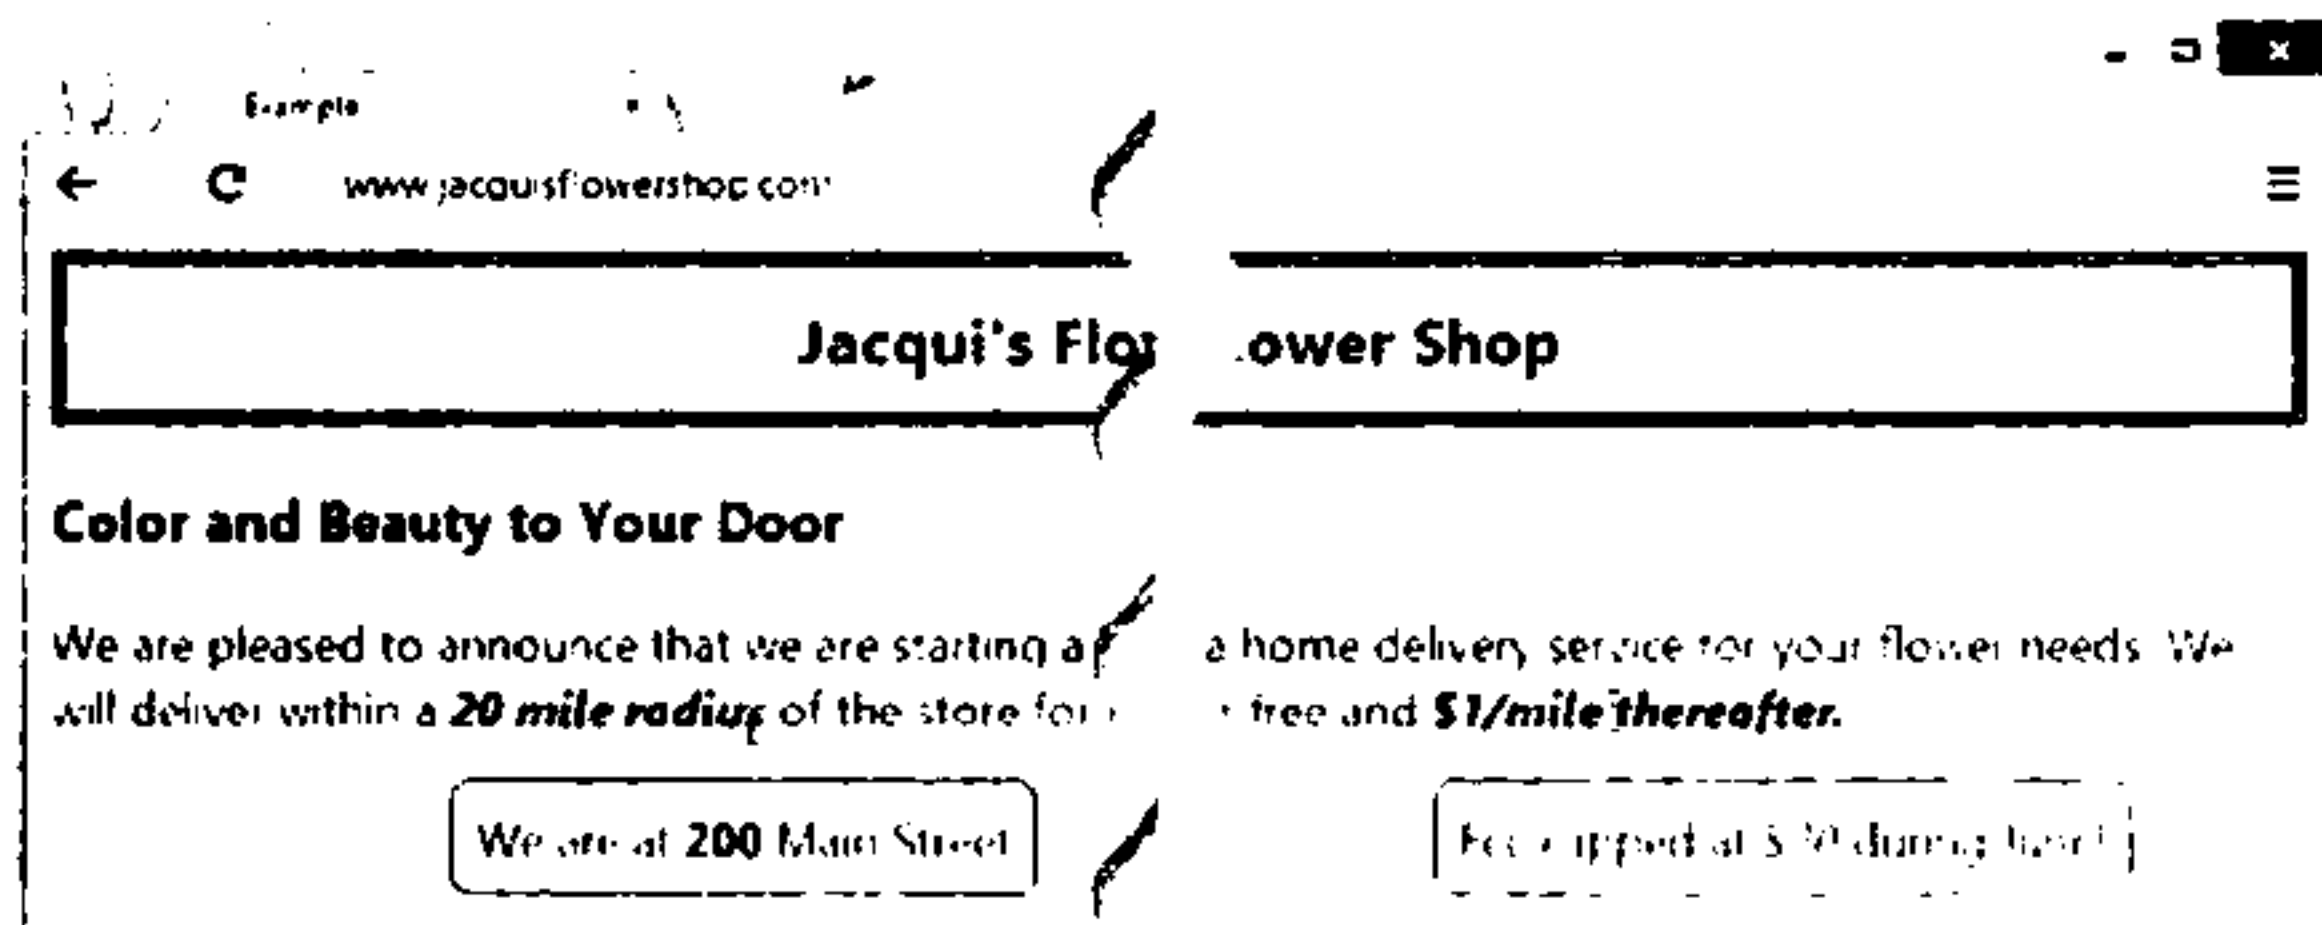 Example
www.jacquisflowershop.com
Jacqui's Flo ower Shop
Color and Beauty to Your Door
We are pleased to announce that we are starting a a home delivery service for your flower needs. We
will deliver within a 20 mile radius of the store for free and $1/mile thereafter.
We are at 200 Main Street
at during